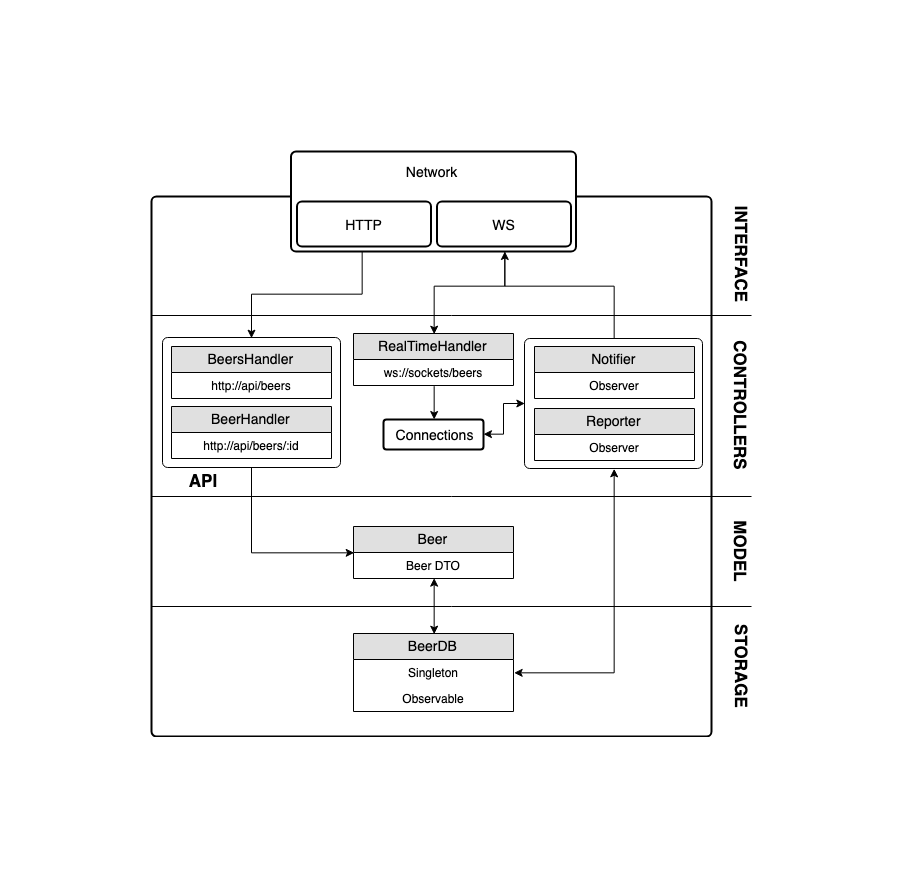 Network
HTTP
WS
INTERFACE
BeersHandler
http://api/beers
BeerHandler
http://api/beers/:id
API
RealTimeHandler
ws://sockets/beers
Connections
Notifier
Observer
Reporter
Observer
CONTROLLERS
Beer
Beer DTO
MODEL
BeerDB
Singleton
Observable
STORAGE